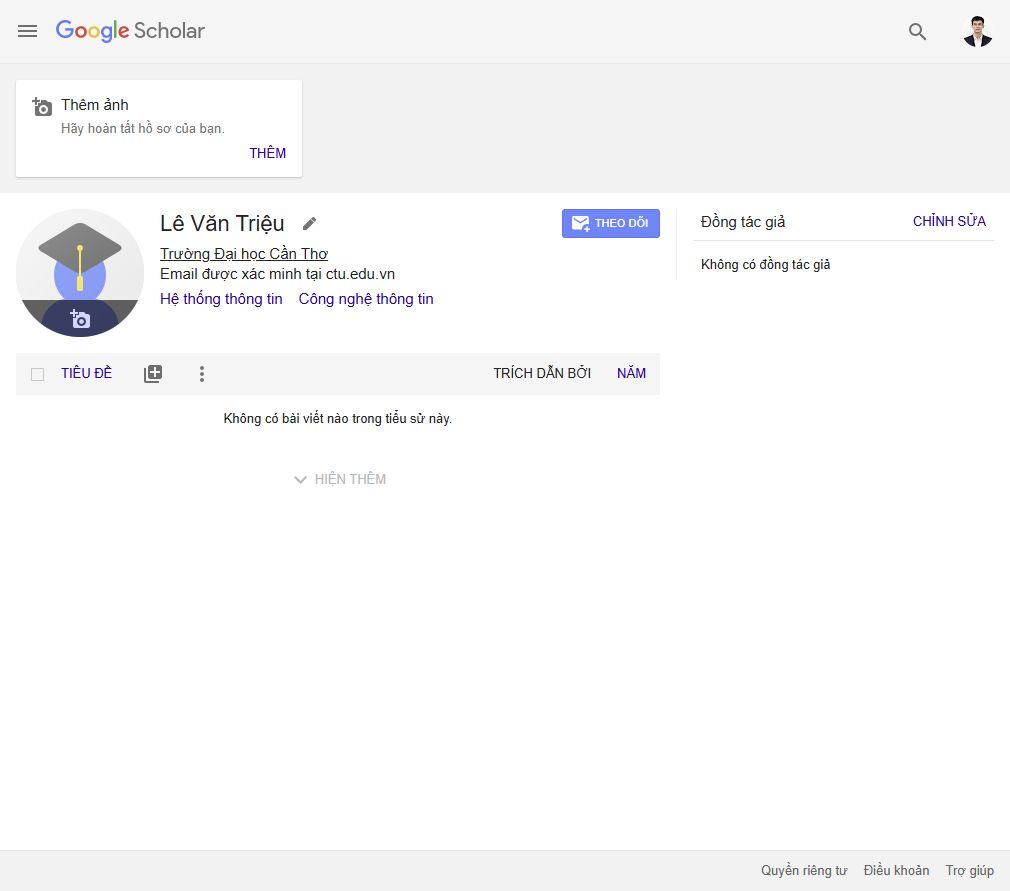 Google Scholar
Thêm ảnh
Hãy hoàn tất hồ sơ của bạn.
THÊM
Lê Văn Triệu
THEO DÕI
Trường Đại học Cần Thơ
Email được xác minh tại ctu.edu.vn
Hệ thống thông tin Công nghệ thông tin
Đồng tác giả CHỈNH SỬA
Không có đồng tác giả
TIÊU ĐỀ TRÍCH DẪN BỞI NĂM
Không có bài viết nào trong tiểu sử này.
HIỆN THÊM
Quyền riêng tư Điều khoản Trợ giúp